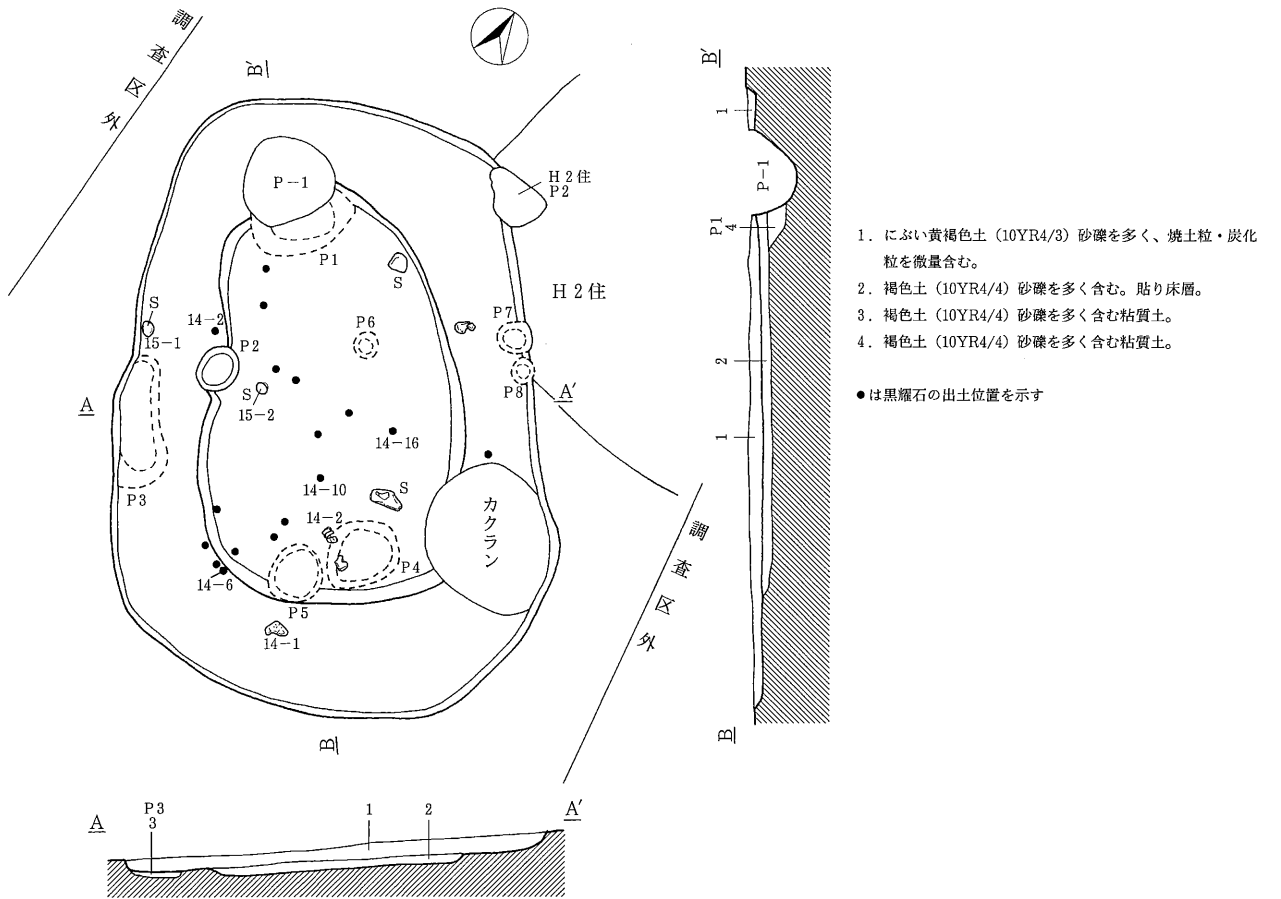 調査区外
B′
P-1
H2住
P2
P1
S
H2住
S
14-2
15-1
P2
P6
P7
P8
S
15-2
A
A′
14-16
P3
14-10
S
14-2
カクラン
P4
14-6
P5
14-1
調査区外
B
B′
1
P-1
P1
4
2
1
B
1. にぶい黄褐色土(10YR4/3)砂礫を多く、焼土粒・炭化
粒を微量含む。
2. 褐色土(10YR4/4)砂礫を多く含む。貼り床層。
3. 褐色土(10YR4/4)砂礫を多く含む粘質土。
4. 褐色土(10YR4/4)砂礫を多く含む粘質土。
●は黒耀石の出土位置を示す
A
P3
3
1
2
A′